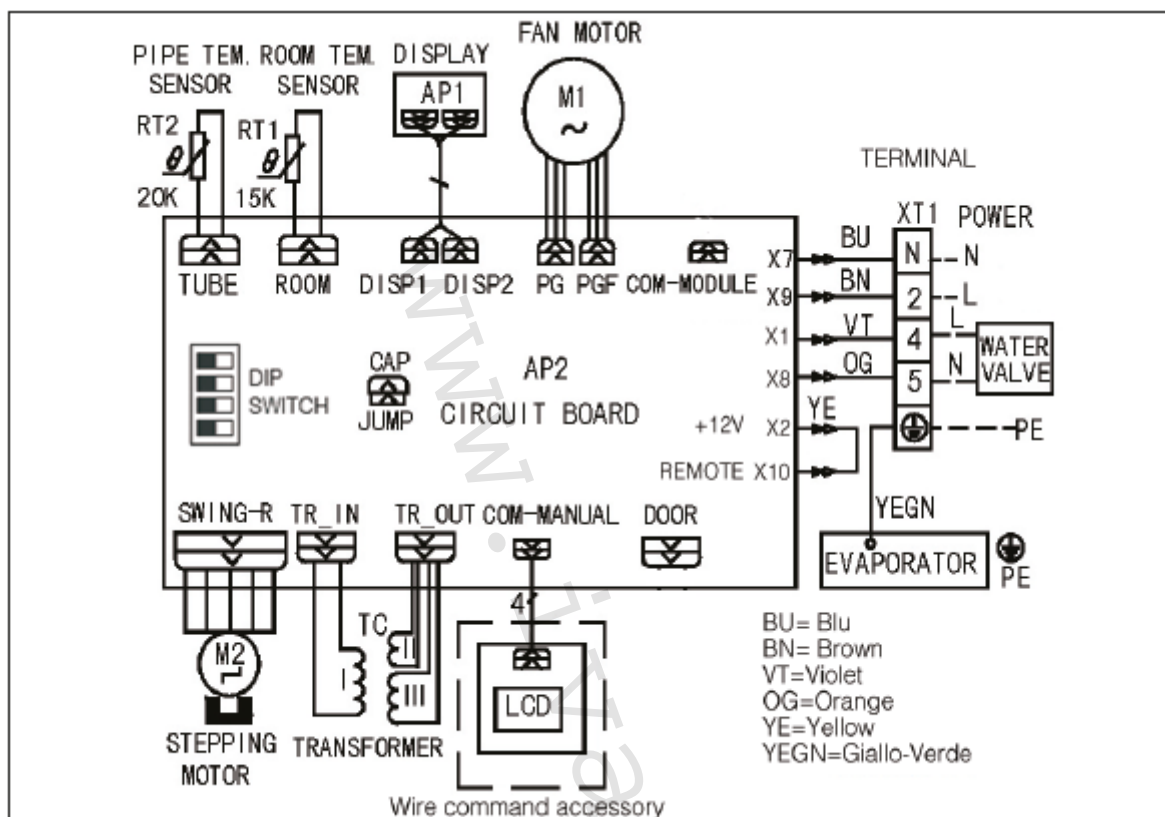 FAN MOTOR
PIPE TEM. SENSOR
ROOM TEM. SENSOR
DISPLAY
AP1
M1
~
RT2
θ
20K
RT1
θ
15K
TERMINAL
XT1
POWER
TUBE
ROOM
DISP1
DISP2
PG
PGF
COM-MODULE
X7
BU
N
N
X9
BN
2
L
X1
VT
4
L
X8
OG
5
N
WATER VALVE
DIP SWITCH
CAP
JUMP
AP2
CIRCUIT BOARD
+12V
X2
YE
REMOTE
X10
PE
YEGN
SWING-R
TR_IN
TR_OUT
COM-MANUAL
DOOR
EVAPORATOR
PE
4
TC
M2
I
II
III
LCD
STEPPING MOTOR
TRANSFORMER
Wire command accessory
BU= Blu
BN= Brown
VT=Violet
OG=Orange
YE=Yellow
YEGN=Giallo-Verde